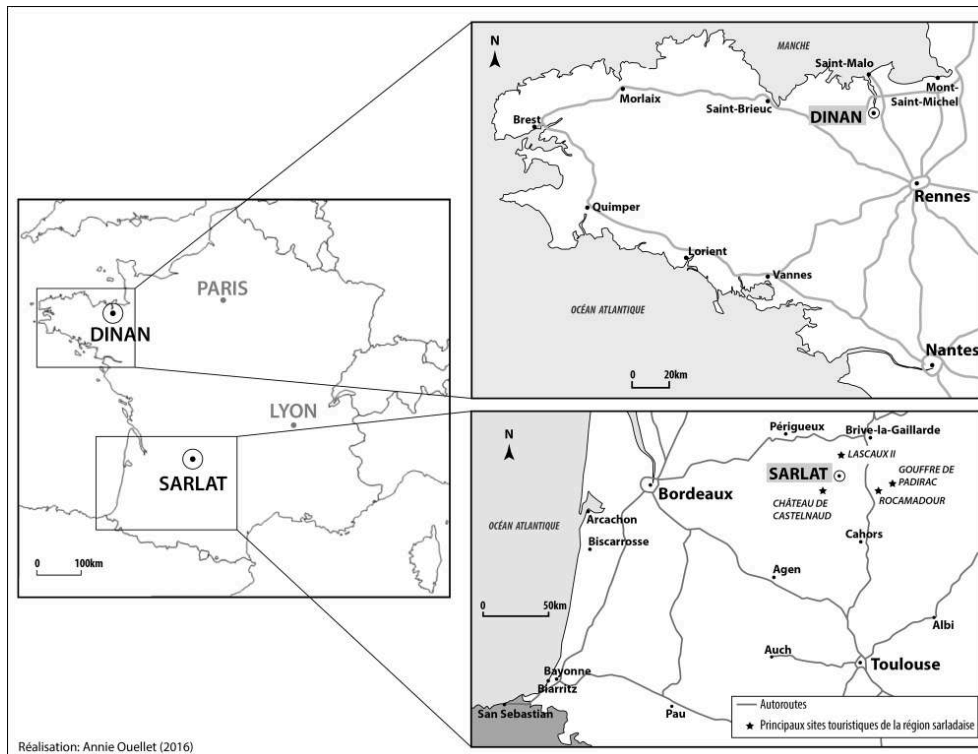 PARIS
DINAN
LYON
SARLAT
0 100km
N
MANCHE
Saint-Malo
Mont-
Saint-Michel
Morlaix
Saint-Brieuc
DINAN
Brest
Rennes
Quimper
Lorient
Vannes
OCÉAN ATLANTIQUE
Nantes
0 20km
N
Périgueux
Brive-la-Gaillarde
LASCAUX II
SARLAT
GOUFFRE DE
PADIRAC
Bordeaux
ROCAMADOUR
CHÂTEAU DE
CASTELNAUD
OCÉAN ATLANTIQUE
Arcachon
Cahors
Biscarrosse
Agen
0 50km
Albi
Auch
Toulouse
Bayonne
Biarritz
San Sebastian
Pau
Autoroutes
Principaux sites touristiques de la région sarladaise
Réalisation: Annie Ouellet (2016)